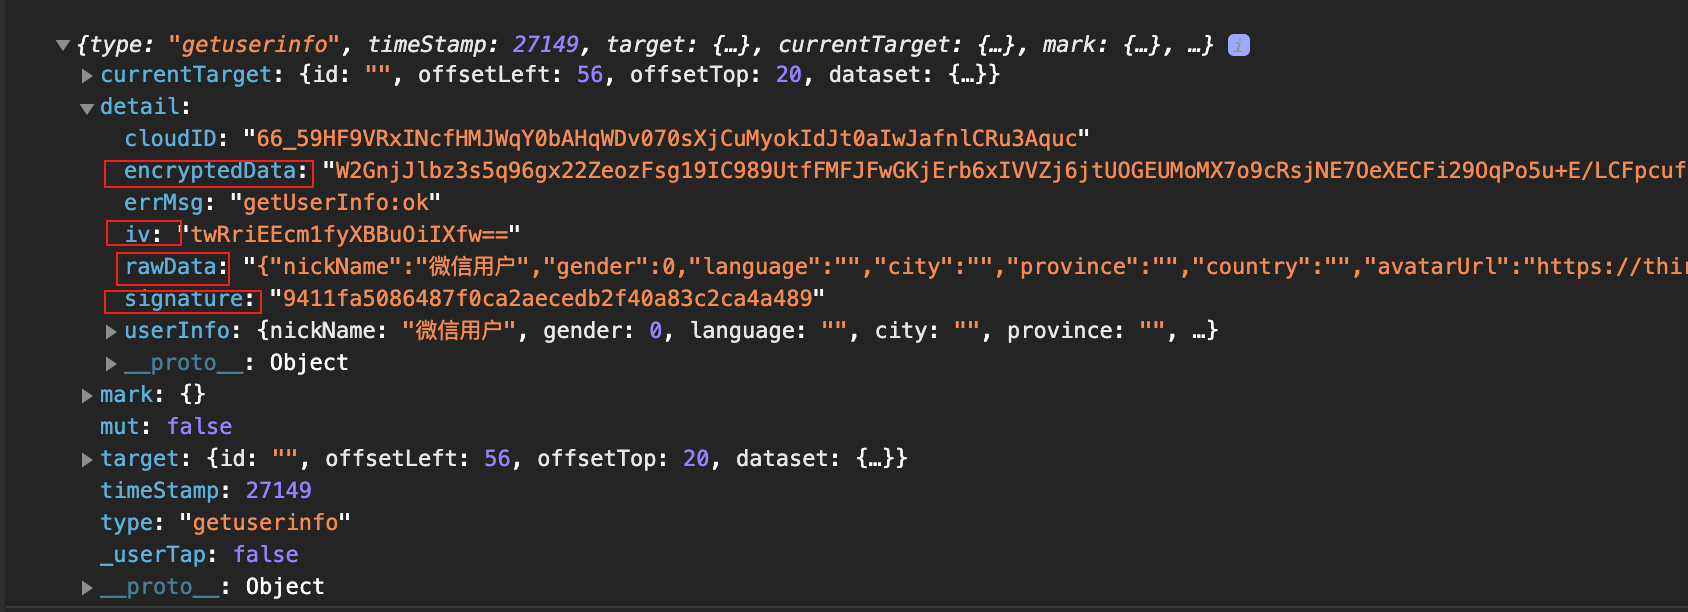 {type: "getuserinfo", timeStamp: 27149, target: {…}, currentTarget: {…}, mark: {…}, …} i
currentTarget: {id: "", offsetLeft: 56, offsetTop: 20, dataset: {…}}
detail:
cloudID: "66_59HF9VRxINcfHMJWqY0bAHqWDv070sXjCuMyokIdJt0aIwJafnlCRu3Aquc"
encryptedData: "W2GnjJlbz3s5q96gx22ZeozFsg19IC989UtfFMFJFwGKjErb6xIVVZj6jtUOGEUMoMX7o9cRsjNE7OeXECFi29OqPo5u+E/LCFpcuf
errMsg: "getUserInfo:ok"
iv: "twRriEEcm1fyXBBuOiIXfw=="
rawData: "{"nickName":"微信用户","gender":0,"language":"","city":"","province":"","country":"","avatarUrl":"https://thi
signature: "9411fa5086487f0ca2aecedb2f40a83c2ca4a489"
userInfo: {nickName: "微信用户", gender: 0, language: "", city: "", province: "", …}
__proto__: Object
mark: {}
mut: false
target: {id: "", offsetLeft: 56, offsetTop: 20, dataset: {…}}
timeStamp: 27149
type: "getuserinfo"
_userTap: false
__proto__: Object